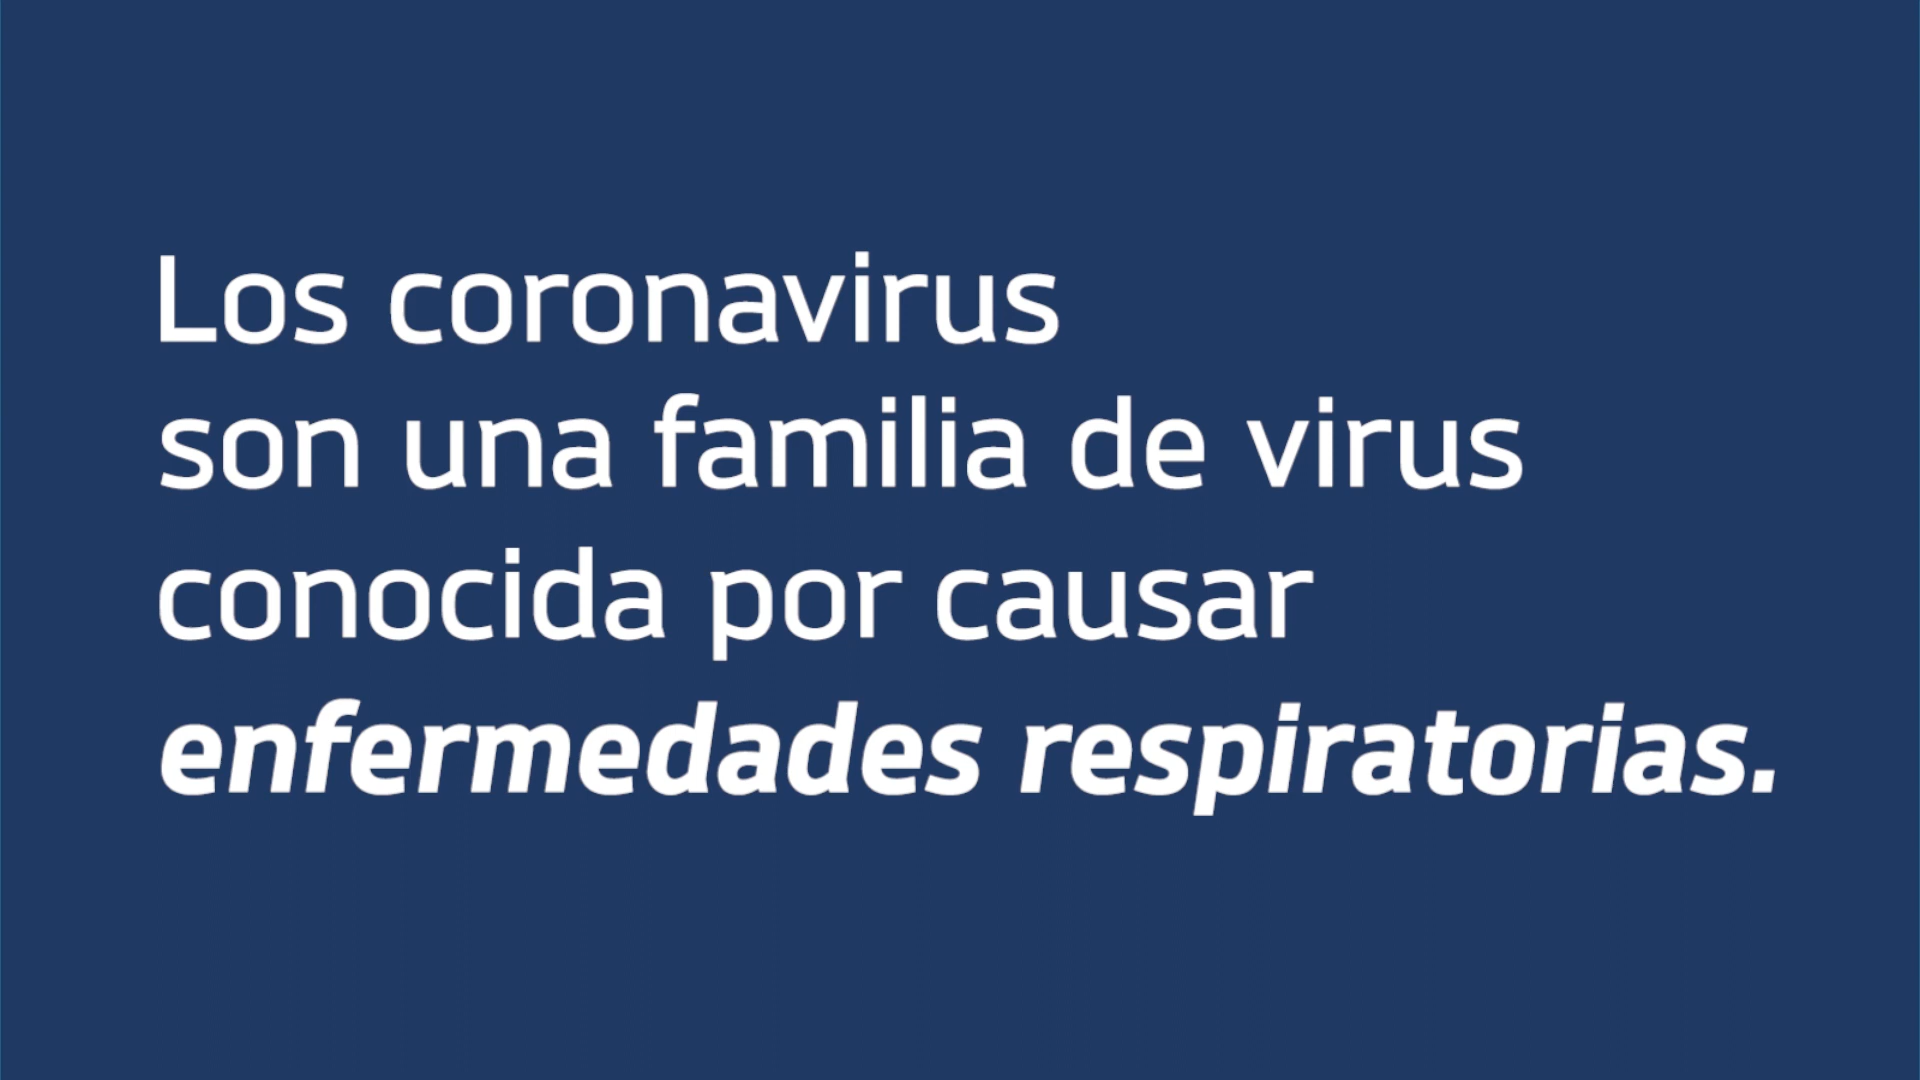 Los coronavirus
son una familia de virus
conocida por causar
enfermedades respiratorias.